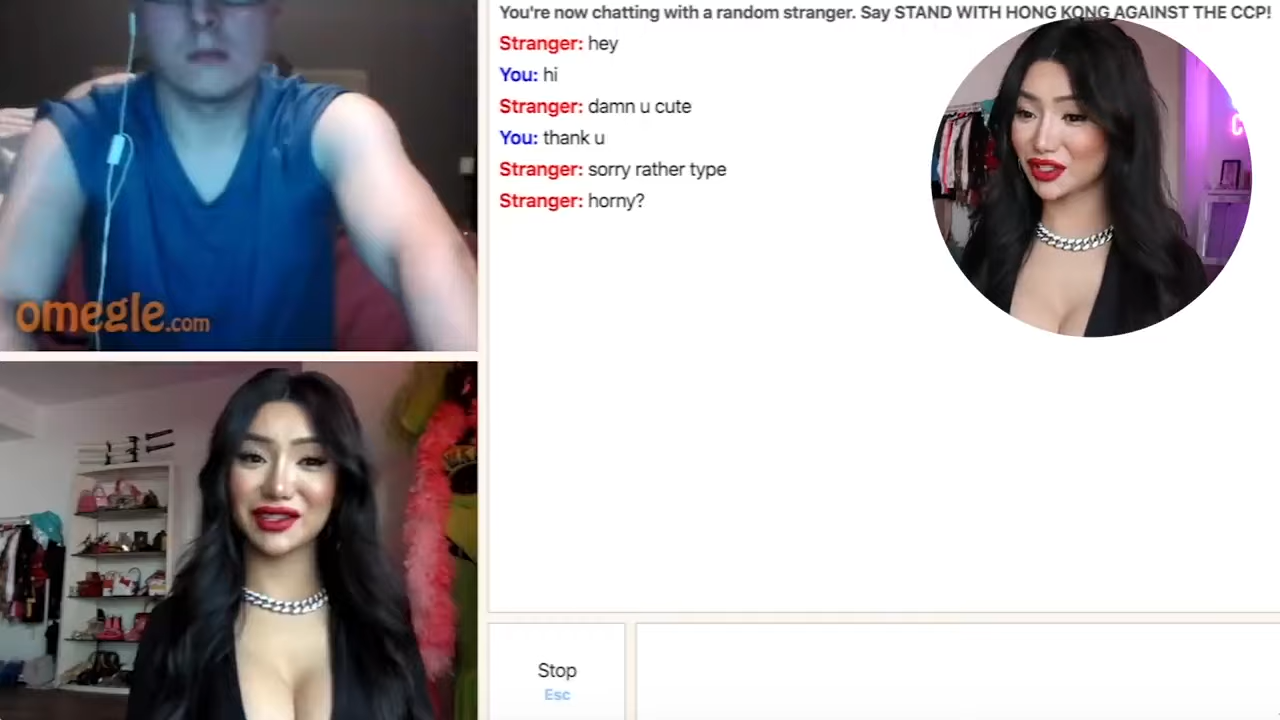 You're now chatting with a random stranger. Say STAND WITH HONG KONG AGAINST THE CCP!
Stranger: hey
You: hi
Stranger: damn u cute
You: thank u
Stranger: sorry rather type
Stranger: horny?
omegle.com
Stop
Esc